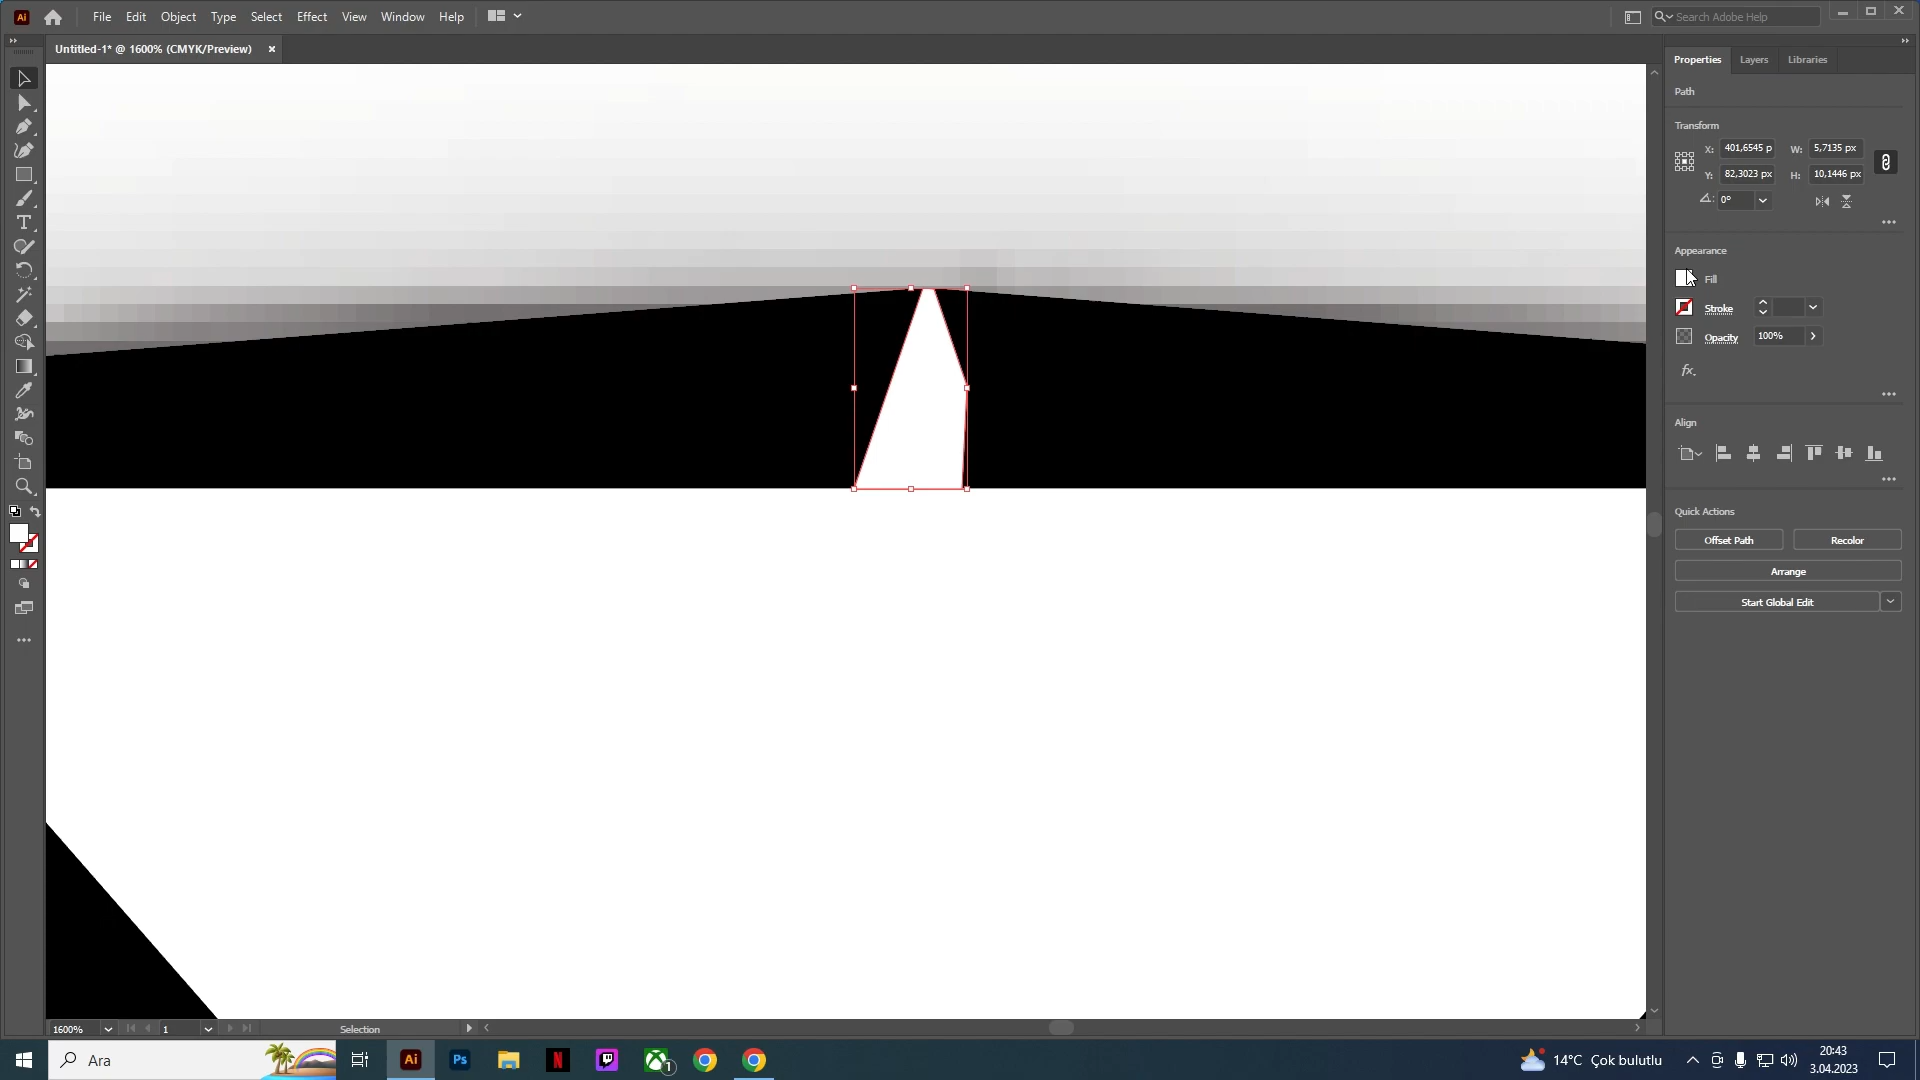 Ai
File Edit Object Type Select Effect View Window Help
Search Adobe Help
Untitled-1* @ 1600% (CMYK/Preview)
Properties Layers Libraries
Path
Transform
X: 401,6545 p W: 5,7135 px
Y: 82,3023 px H: 10,1446 px
0°
Appearance
Fill
Stroke
Opacity 100%
fx.
Align
Quick Actions
Offset Path Recolor
Arrange
Start Global Edit
1600% 1 Selection
Ara
Ai Ps N 1
14°C Çok bulutlu
20:43
3.04.2023